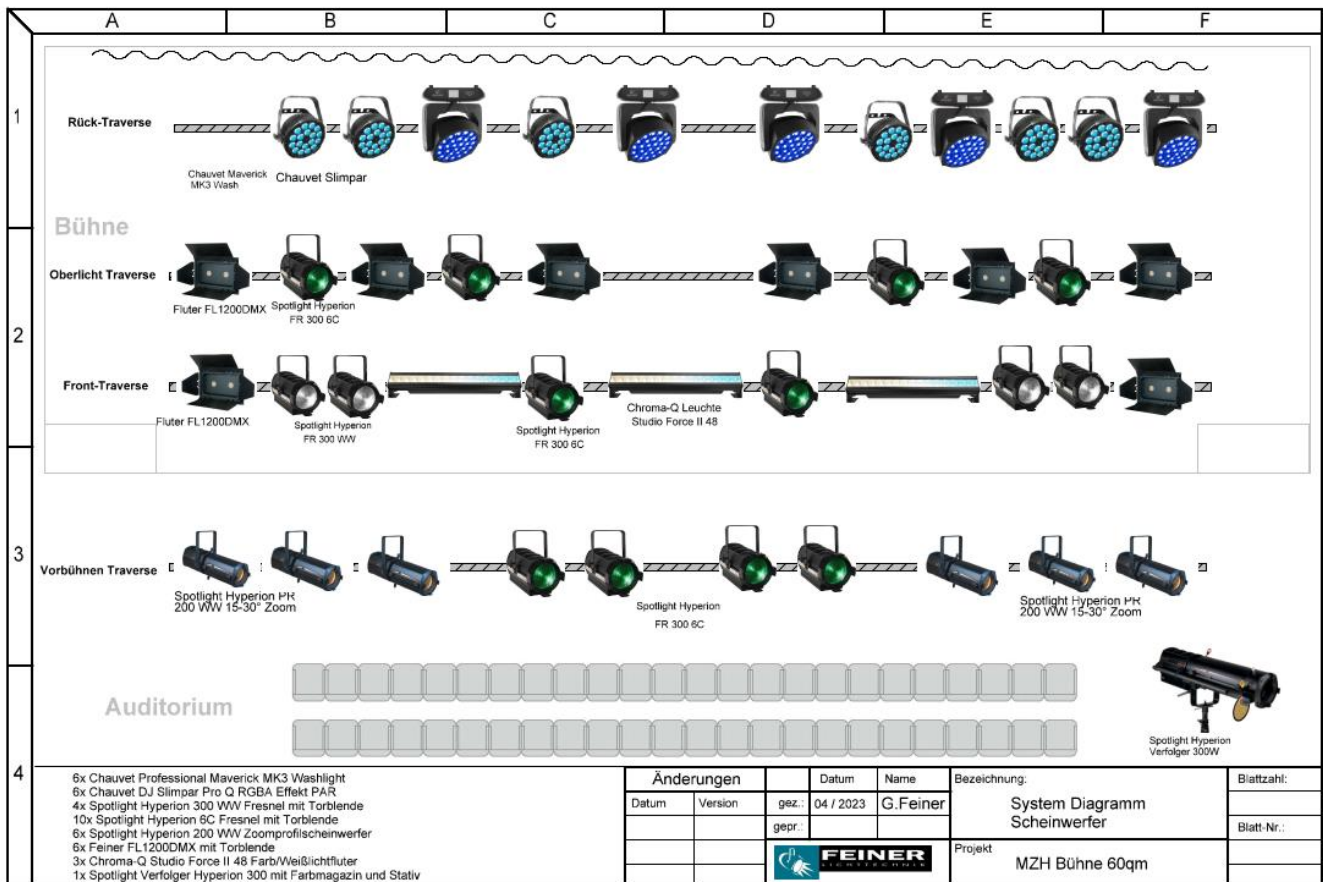 A B C D E F
1
Rück-Traverse
Chauvet Maverick
MK3 Wash
Chauvet Slimpar
Bühne
Oberlicht Traverse
Fluter FL1200DMX
Spotlight Hyperion
FR 300 6C
2
Front-Traverse
Fluter FL1200DMX
Spotlight Hyperion
FR 300 WW
Spotlight Hyperion
FR 300 6C
Chroma-Q Leuchte
Studio Force II 48
3
Vorbühnen Traverse
Spotlight Hyperion PR
200 WW 15-30° Zoom
Spotlight Hyperion
FR 300 6C
Spotlight Hyperion PR
200 WW 15-30° Zoom
Auditorium
Spotlight Hyperion
Verfolger 300W
4
6x Chauvet Professional Maverick MK3 Washlight
6x Chauvet DJ Slimpar Pro Q RGBA Effekt PAR
4x Spotlight Hyperion 300 WW Fresnel mit Torblende
10x Spotlight Hyperion 6C Fresnel mit Torblende
6x Spotlight Hyperion 200 WW Zoomprofilscheinwerfer
6x Feiner FL1200DMX mit Torblende
3x Chroma-Q Studio Force II 48 Farb/Weißlichtfluter
1x Spotlight Verfolger Hyperion 300 mit Farbmagazin und Stativ
Änderungen
Datum Version
Datum Name
gez.: 04 / 2023 G.Feiner
gepr.:
FEINER
LICHTTECHNIK
Bezeichnung:
System Diagramm
Scheinwerfer
Projekt
MZH Bühne 60qm
Blattzahl:
Blatt-Nr.: